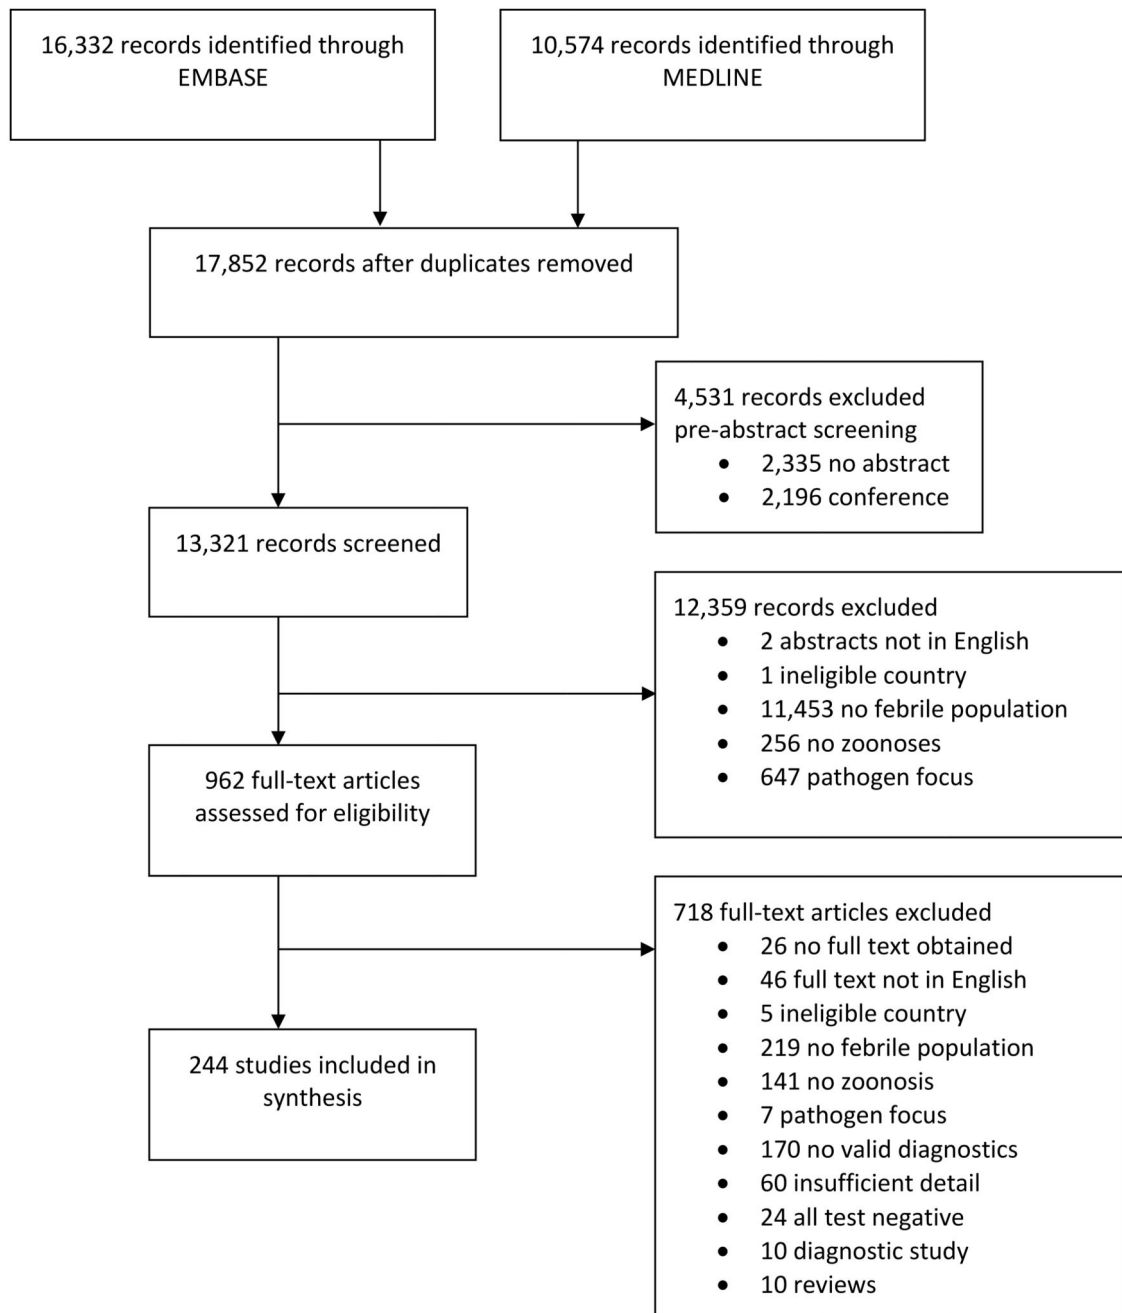 16,332 records identified through
EMBASE
10,574 records identified through
MEDLINE
17,852 records after duplicates removed
4,531 records excluded
pre-abstract screening
• 2,335 no abstract
• 2,196 conference
13,321 records screened
12,359 records excluded
• 2 abstracts not in English
• 1 ineligible country
• 11,453 no febrile population
• 256 no zoonoses
• 647 pathogen focus
962 full-text articles
assessed for eligibility
718 full-text articles excluded
• 26 no full text obtained
• 46 full text not in English
• 5 ineligible country
• 219 no febrile population
• 141 no zoonosis
• 7 pathogen focus
• 170 no valid diagnostics
• 60 insufficient detail
• 24 all test negative
• 10 diagnostic study
• 10 reviews
244 studies included in
synthesis